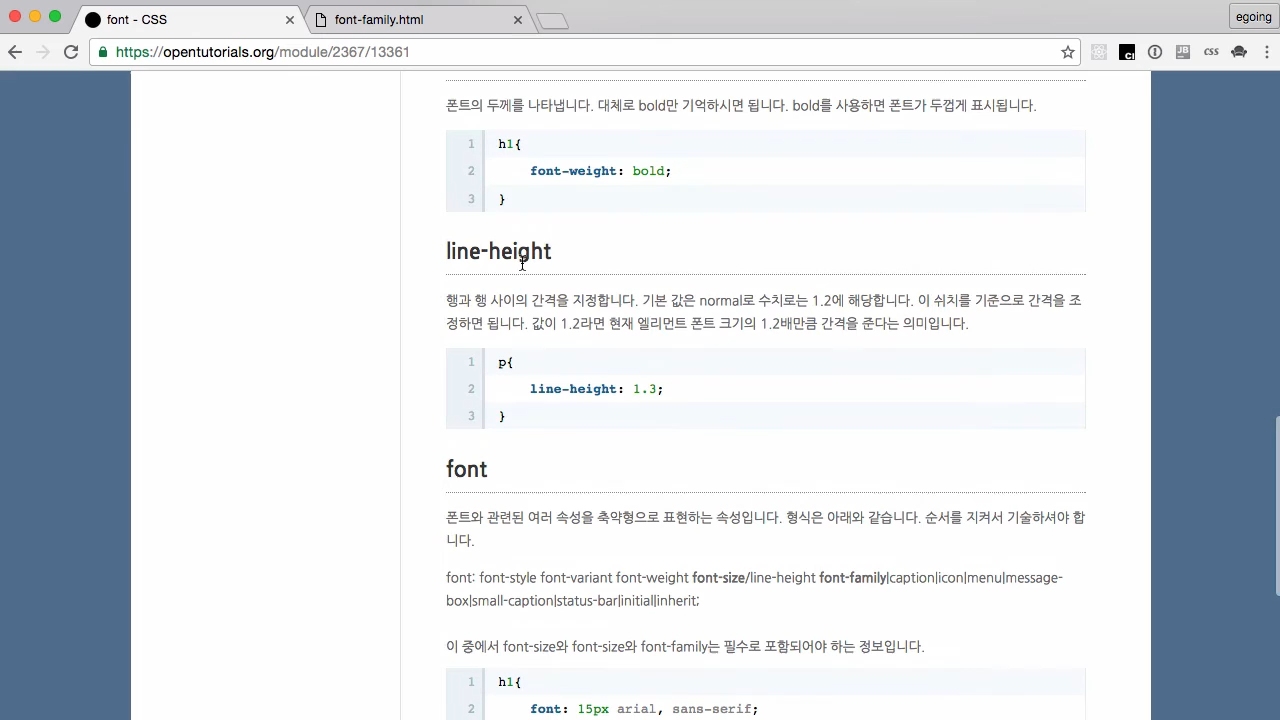 font - CSS
font-family.html
egoing
https://opentutorials.org/module/2367/13361
폰트의 두께를 나타냅니다. 대체로 bold만 기억하시면 됩니다. bold를 사용하면 폰트가 두껍게 표시됩니다.
1 h1{
2 font-weight: bold;
3 }
line-height
행과 행 사이의 간격을 지정합니다. 기본 값은 normal로 수치로는 1.2에 해당합니다. 이 쉬치를 기준으로 간격을 조
정하면 됩니다. 값이 1.2라면 현재 엘리먼트 폰트 크기의 1.2배만큼 간격을 준다는 의미입니다.
1 p{
2 line-height: 1.3;
3 }
font
폰트와 관련된 여러 속성을 축약형으로 표현하는 속성입니다. 형식은 아래와 같습니다. 순서를 지켜서 기술하셔야 합
니다.
font: font-style font-variant font-weight font-size/line-height font-family|caption|icon|menu|message-
box|small-caption|status-bar|initial|inherit;
이 중에서 font-size와 font-size와 font-family는 필수로 포함되어야 하는 정보입니다.
1 h1{
2 font: 15px arial, sans-serif;